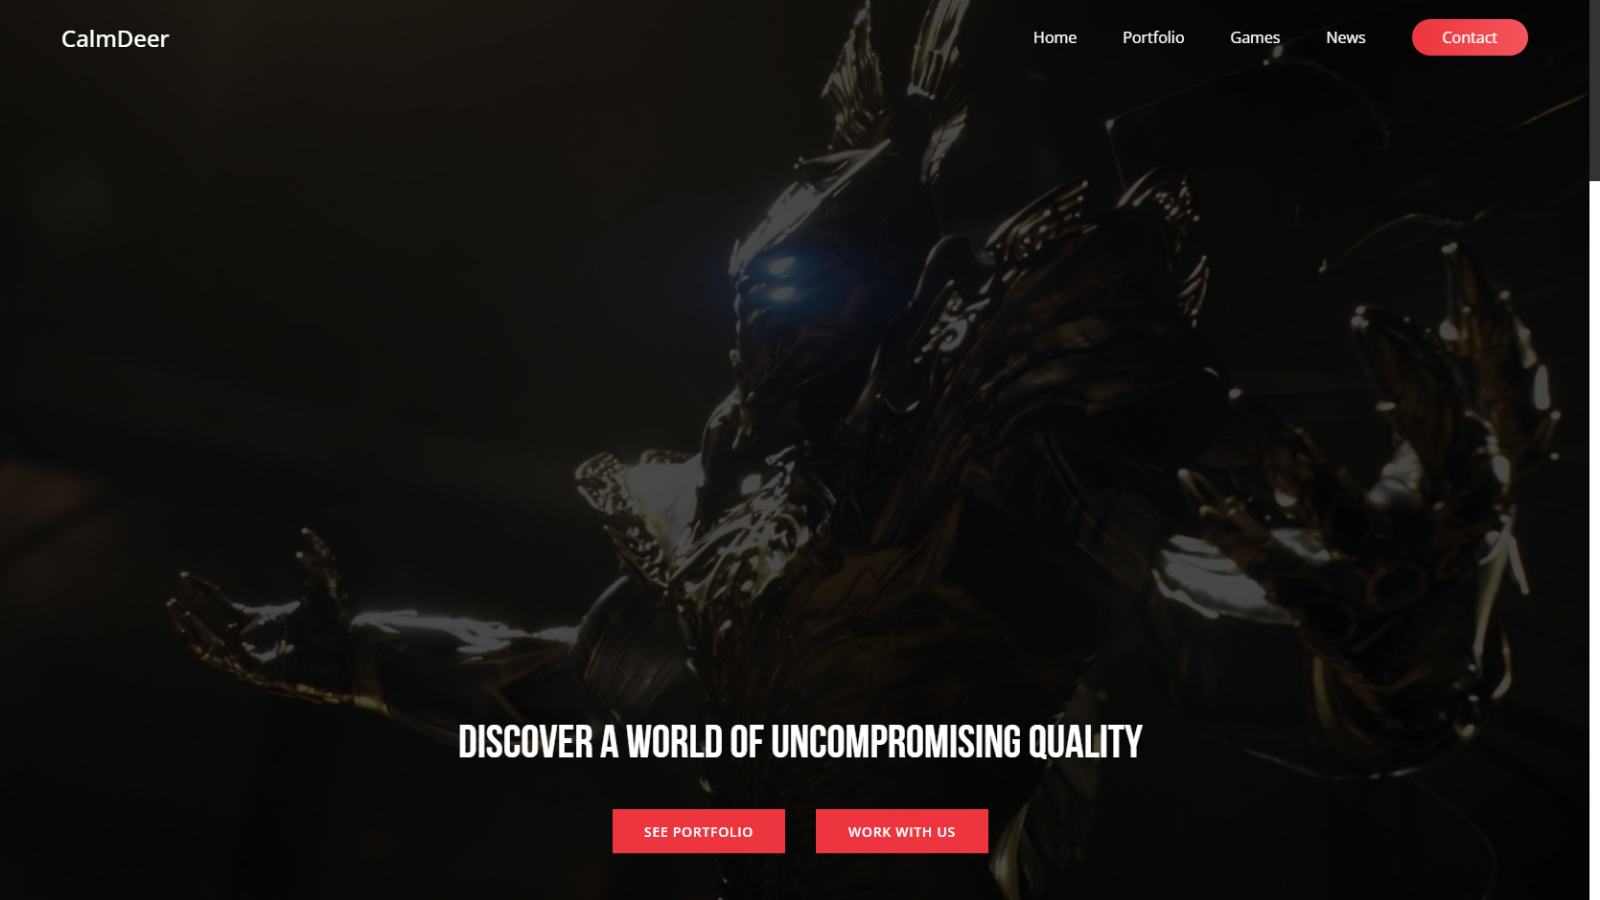 CalmDeer
Home Portfolio Games News Contact
DISCOVER A WORLD OF UNCOMPROMISING QUALITY
SEE PORTFOLIO WORK WITH US